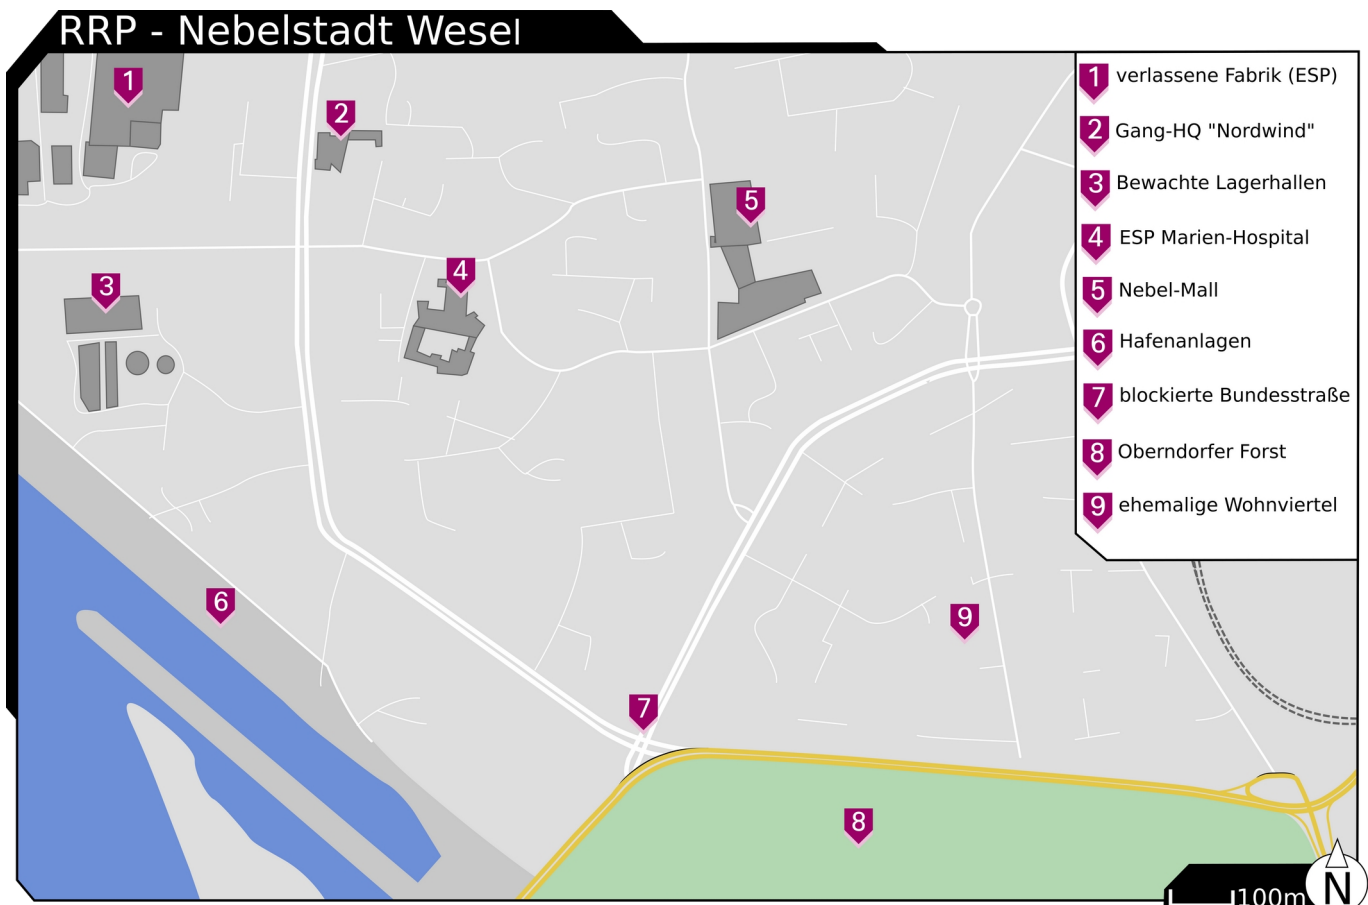 RRP - Nebelstadt Wesel
1 verlassene Fabrik (ESP)
2 Gang-HQ "Nordwind"
3 Bewachte Lagerhallen
4 ESP Marien-Hospital
5 Nebel-Mall
6 Hafenanlagen
7 blockierte Bundesstraße
8 Oberndorfer Forst
9 ehemalige Wohnviertel
1
2
5
4
3
6
9
7
8
100m
N